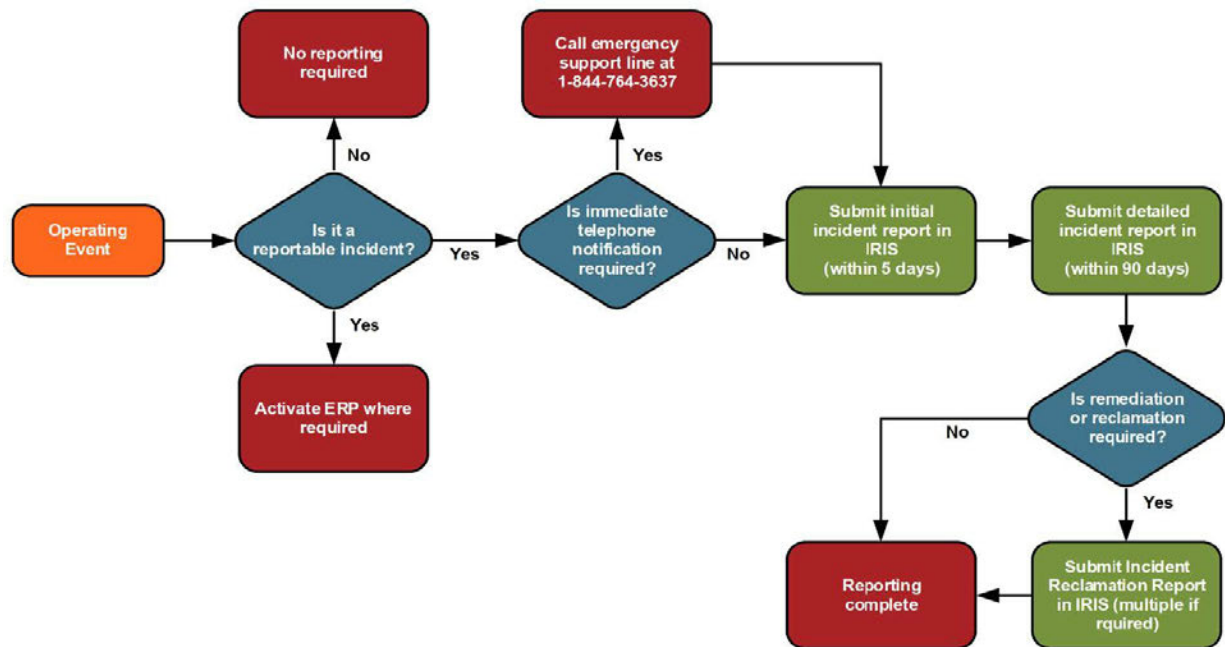 No reporting
required
Call emergency
support line at
1-844-764-3637
No
Yes
Operating
Event
Is it a
reportable incident?
Yes
Is immediate
telephone
notification
required?
No
Submit initial
incident report in
IRIS
(within 5 days)
Submit detailed
incident report in
IRIS
(within 90 days)
Yes
Activate ERP where
required
Is remediation
or reclamation
required?
No
Yes
Reporting
complete
Submit Incident
Reclamation Report
in IRIS (multiple if
rquired)